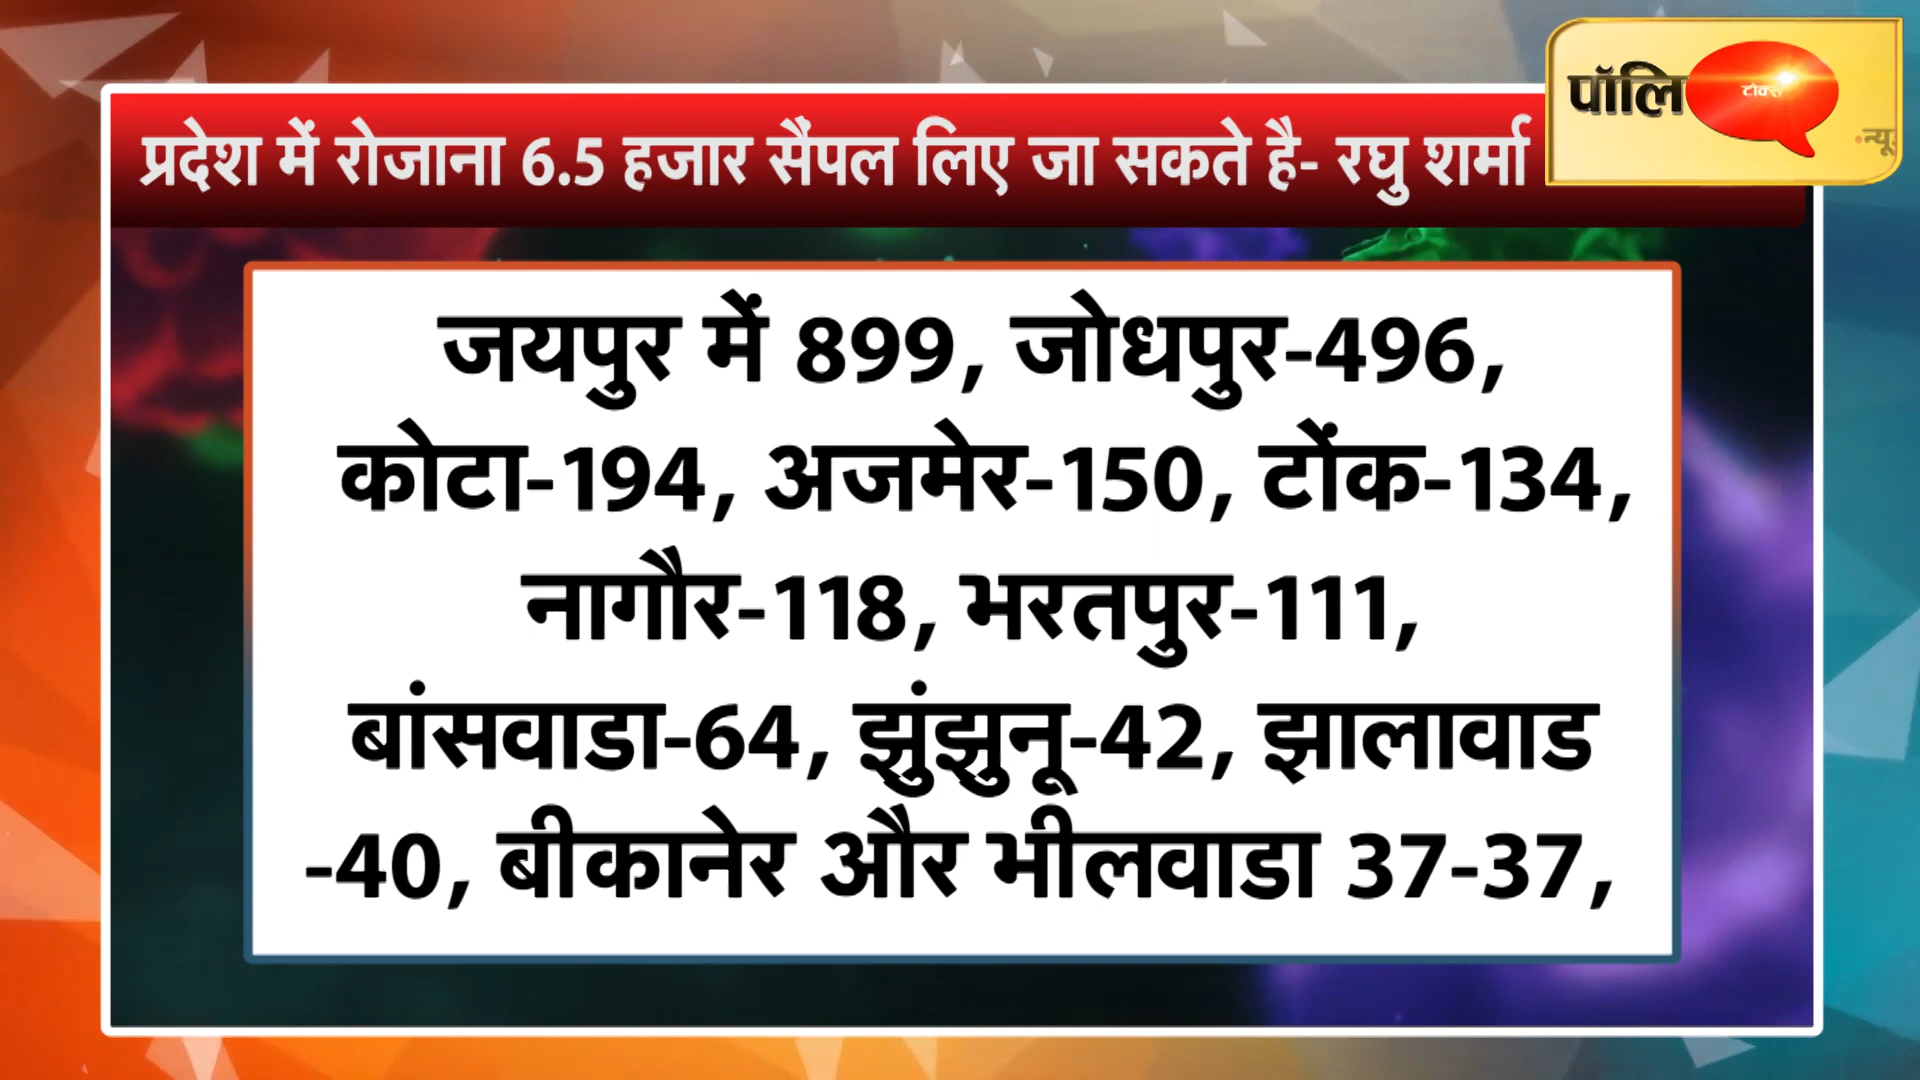 प्रदेश में रोजाना 6.5 हजार सैंपल लिए जा सकते है- रघु शर्मा
पॉलि
टॉक्स
न्यू
जयपुर में 899, जोधपुर-496,
कोटा-194, अजमेर-150, टोंक-134,
नागौर-118, भरतपुर-111,
बांसवाडा-64, झुंझुनू-42, झालावाड
-40, बीकानेर और भीलवाडा 37-37,